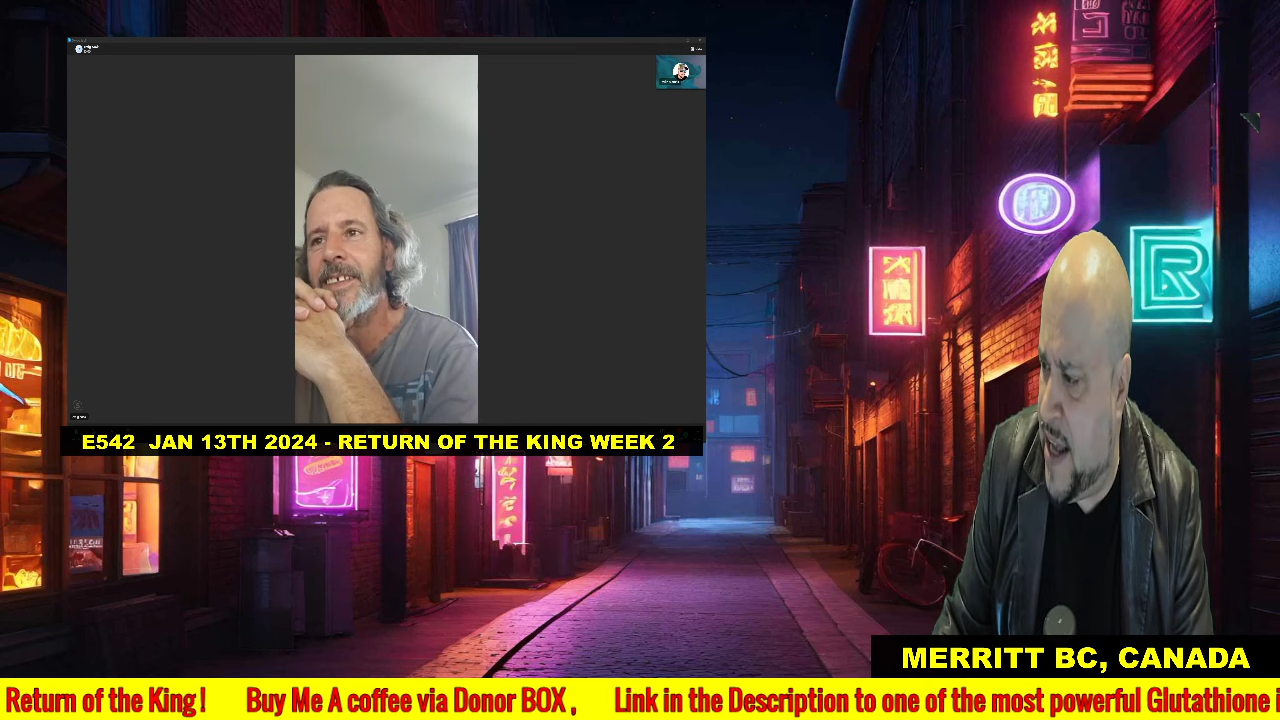 E542 JAN 13TH 2024 - RETURN OF THE KING WEEK 2
MERRITT BC, CANADA
Return of the King! Buy Me A coffee via Donor BOX, Link in the Description to one of the most powerful Glutathione i